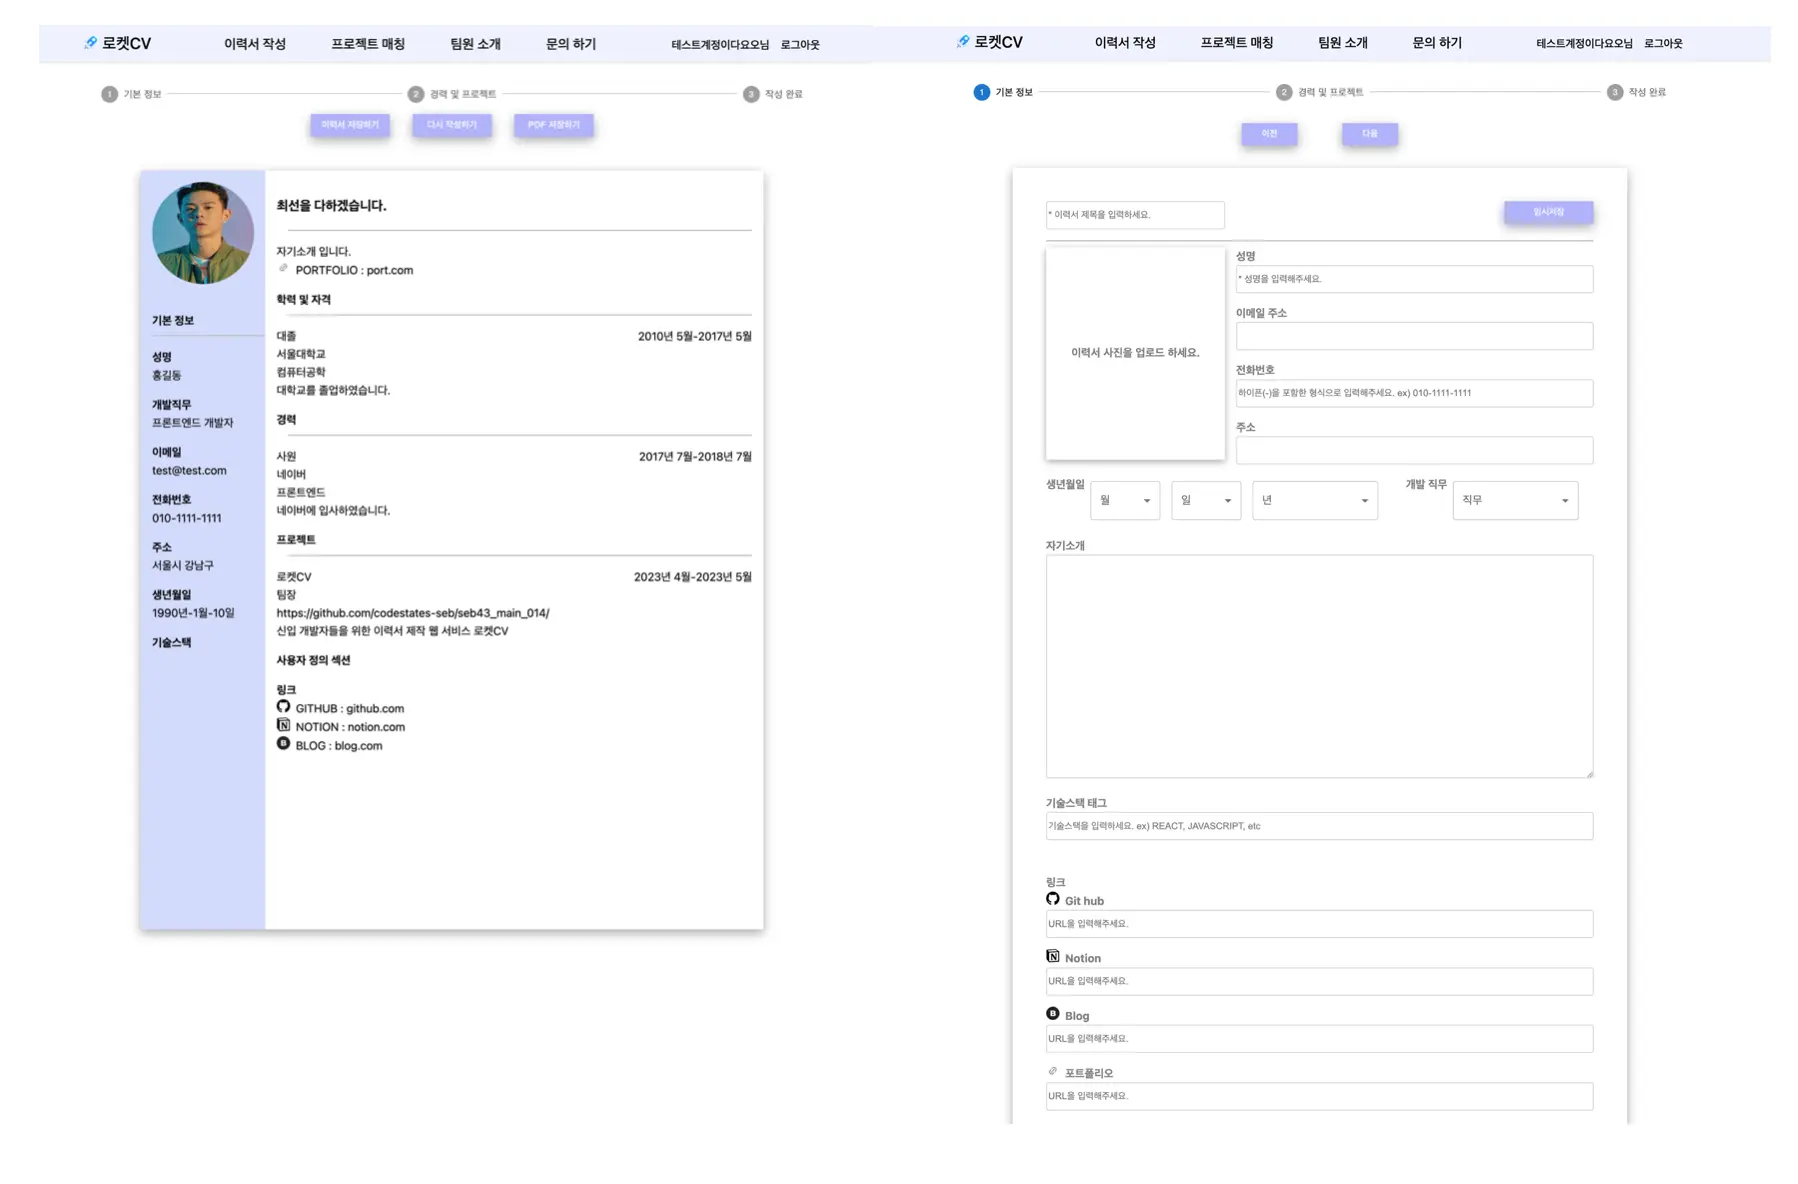 로켓CV
이력서 작성
프로젝트 매칭
팀원 소개
문의 하기
테스트계정이다요오님
로그아웃
1 기본 정보
2 경력 및 프로젝트
3 작성 완료
이력서 저장하기
다시 작성하기
PDF 저장하기
기본 정보
성명
홍길동
개발직무
프론트엔드 개발자
이메일
test@test.com
전화번호
010-1111-1111
주소
서울시 강남구
생년월일
1990년-1월-10일
기술스택
최선을 다하겠습니다.
자기소개 입니다.
PORTFOLIO : port.com
학력 및 자격
대졸 2010년 5월-2017년 5월
서울대학교
컴퓨터공학
대학교를 졸업하였습니다.
경력
사원 2017년 7월-2018년 7월
네이버
프론트엔드
네이버에 입사하였습니다.
프로젝트
로켓CV 2023년 4월-2023년 5월
팀장
https://github.com/codestates-seb/seb43_main_014/
신입 개발자들을 위한 이력서 제작 웹 서비스 로켓CV
사용자 정의 섹션
링크
GITHUB : github.com
N NOTION : notion.com
B BLOG : blog.com
로켓CV
이력서 작성
프로젝트 매칭
팀원 소개
문의 하기
테스트계정이다요오님
로그아웃
1 기본 정보
2 경력 및 프로젝트
3 작성 완료
이전
다음
* 이력서 제목을 입력하세요.
임시저장
이력서 사진을 업로드 하세요.
성명
* 성명을 입력해주세요.
이메일 주소
전화번호
하이픈(-)을 포함한 형식으로 입력해주세요. ex) 010-1111-1111
주소
생년월일 월 일 년 개발 직무 직무
자기소개
기술스택 태그
기술스택을 입력하세요. ex) REACT, JAVASCRIPT, etc
링크
Git hub
URL을 입력해주세요.
N Notion
URL을 입력해주세요.
B Blog
URL을 입력해주세요.
포트폴리오
URL을 입력해주세요.